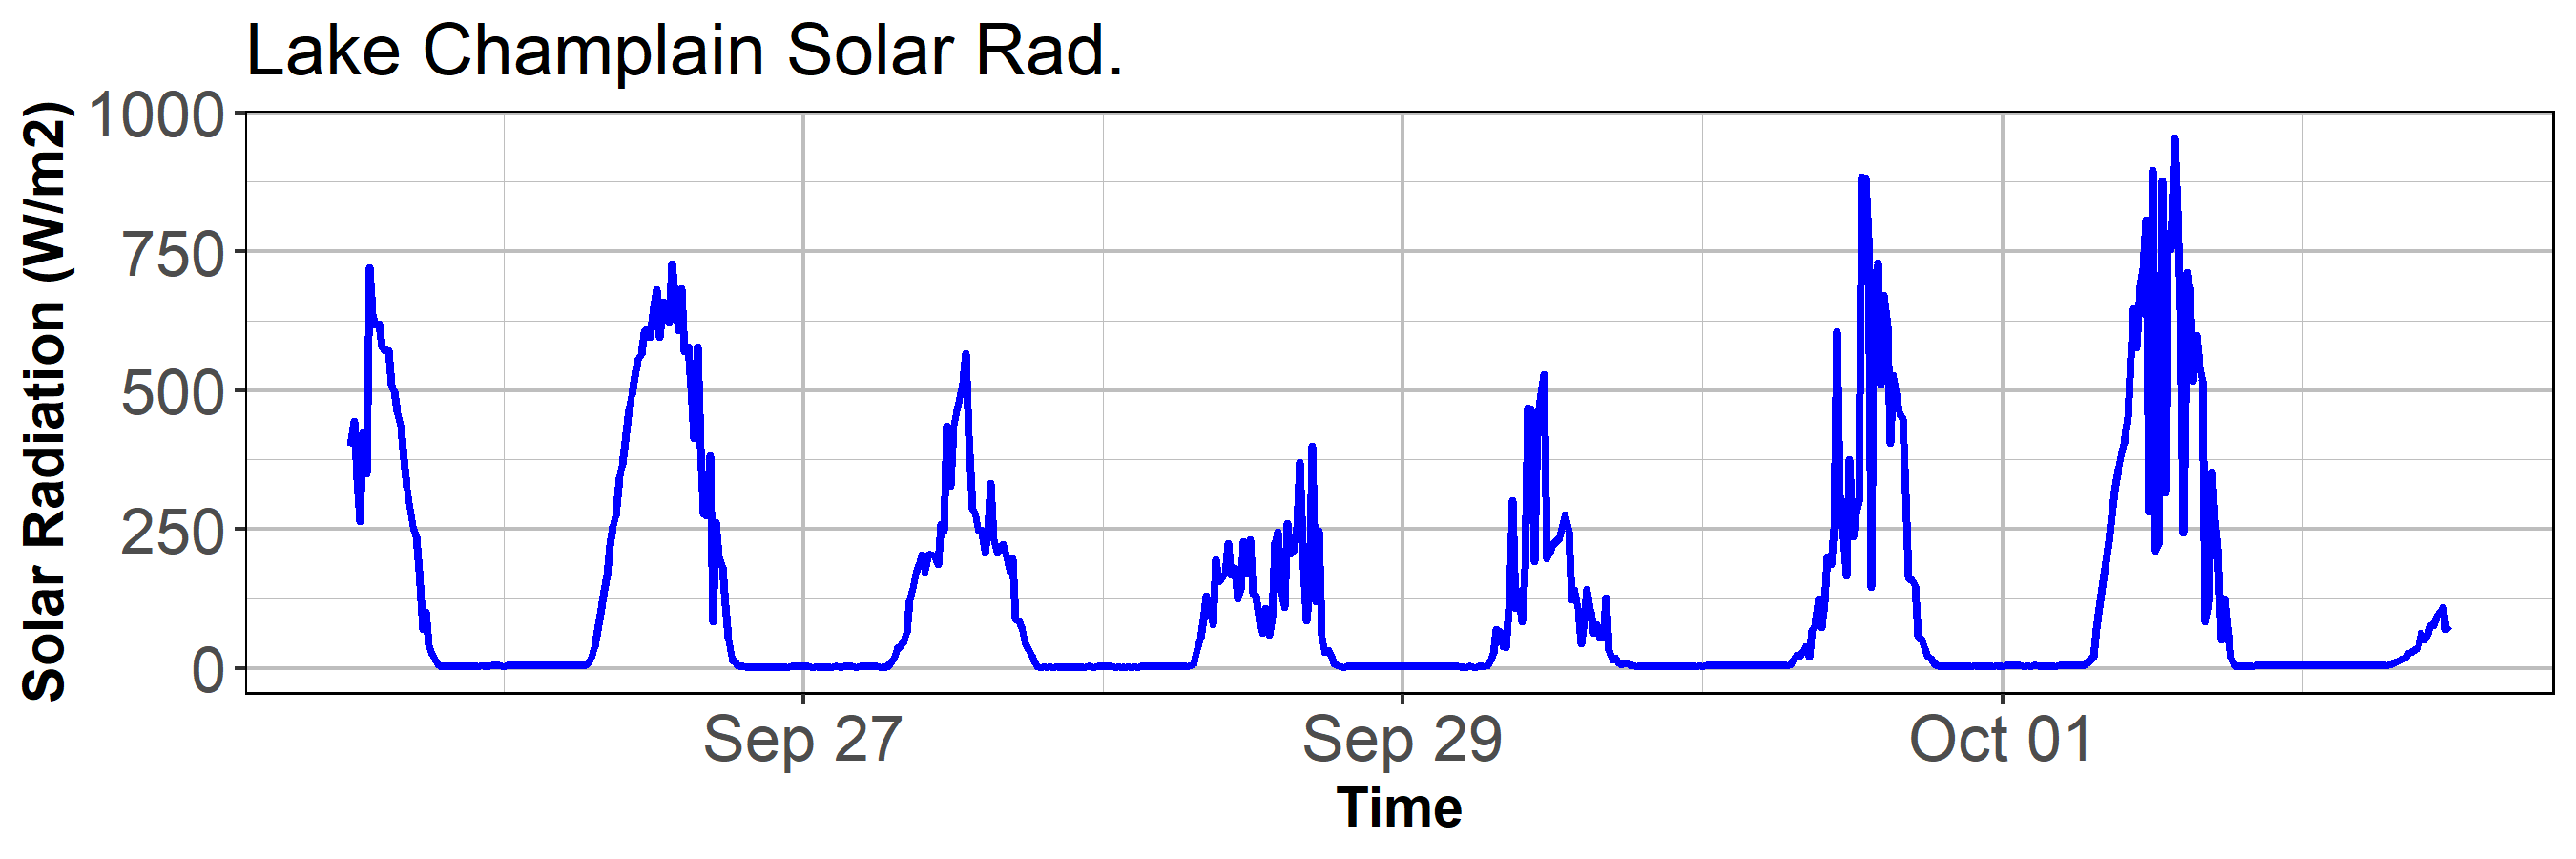 Lake Champlain Solar Rad.
Solar Radiation (W/m2)
1000
750
500
250
0
Sep 27
Sep 29
Oct 01
Time